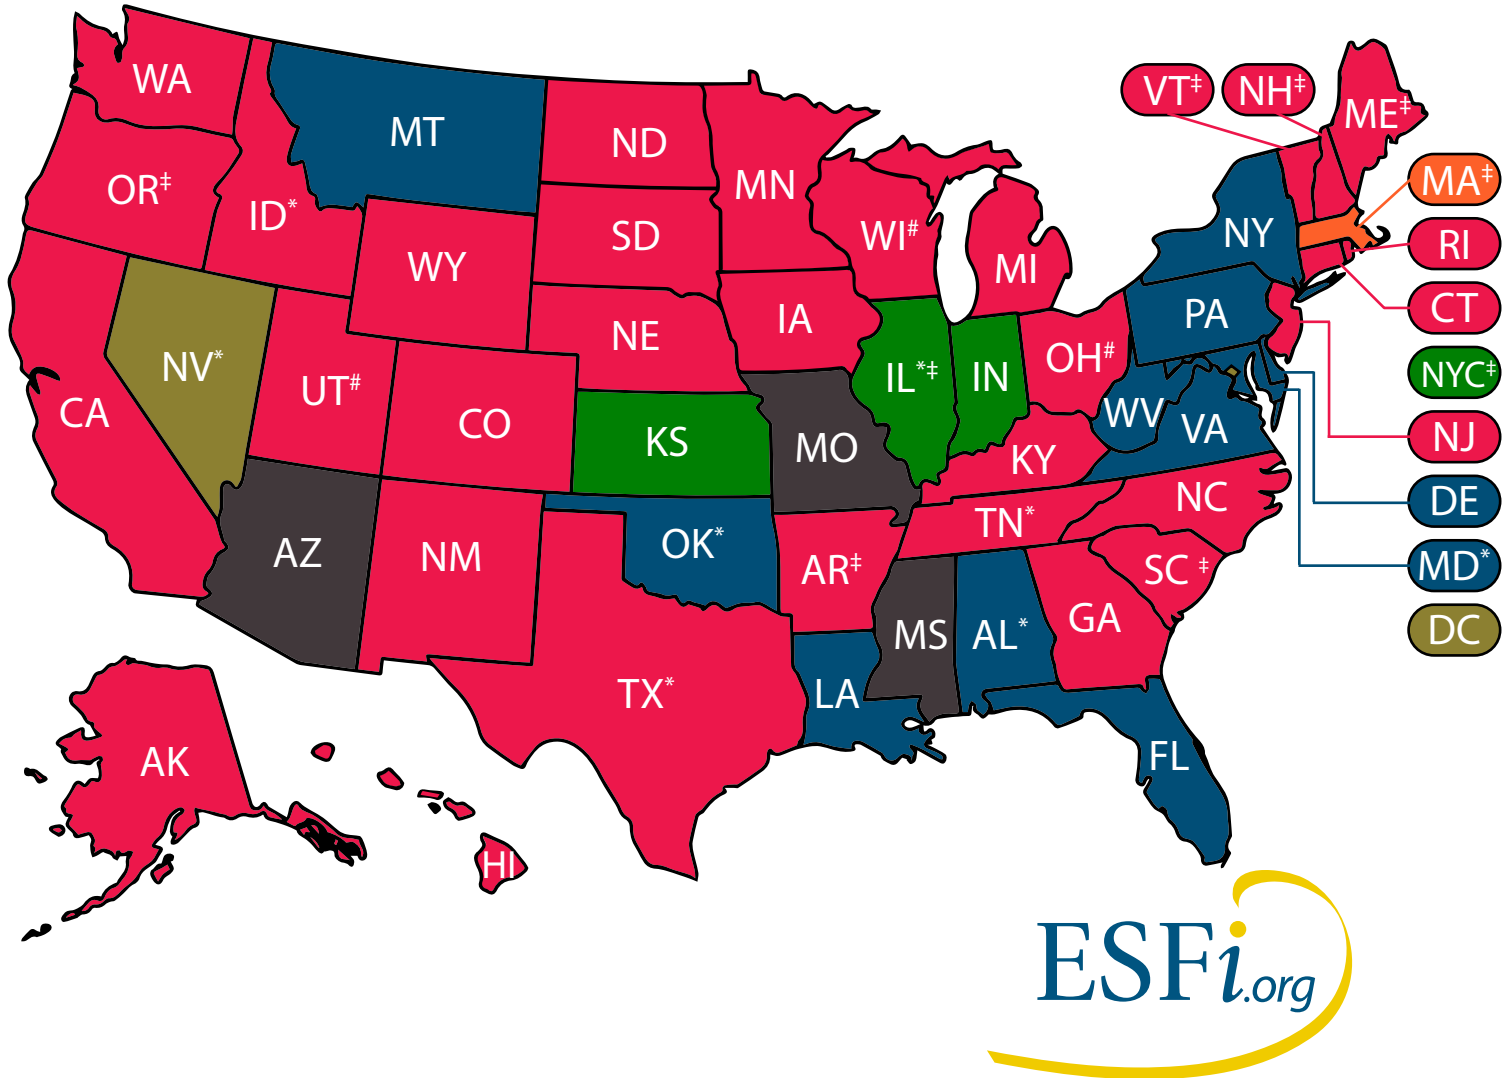 WA
MT
ND
MN
VT‡
NH‡
ME‡
OR‡
ID*
WY
SD
WI#
MI
NY
MA‡
RI
NV*
UT#
CO
NE
IA
IL*‡
IN
OH#
PA
CT
NYC‡
CA
KS
MO
KY
WV
VA
NJ
AZ
NM
OK*
AR‡
TN*
NC
SC ‡
DE
MD*
DC
TX*
LA
MS
AL*
GA
FL
AK
HI
ESFi.org